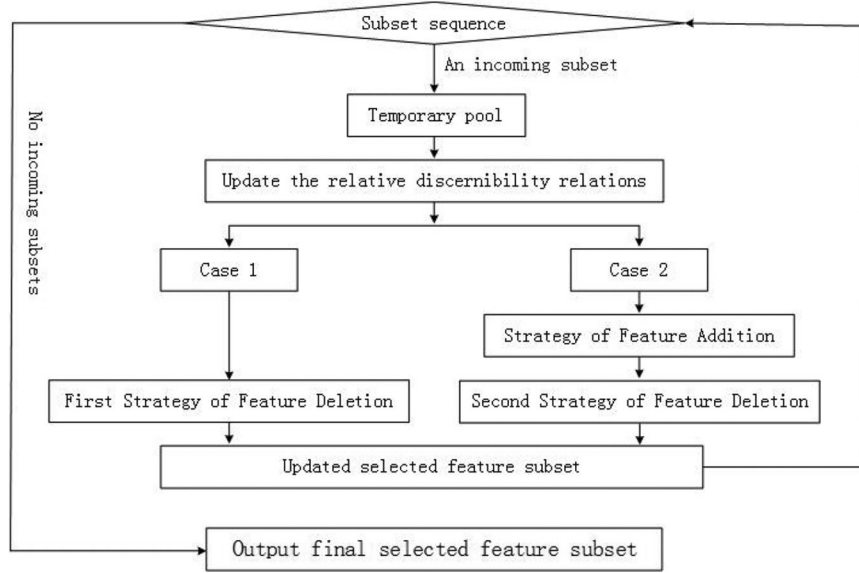 Subset sequence
An incoming subset
Temporary pool
Update the relative discernibility relations
Case 1
Case 2
Strategy of Feature Addition
First Strategy of Feature Deletion
Second Strategy of Feature Deletion
Updated selected feature subset
No incoming subsets
Output final selected feature subset